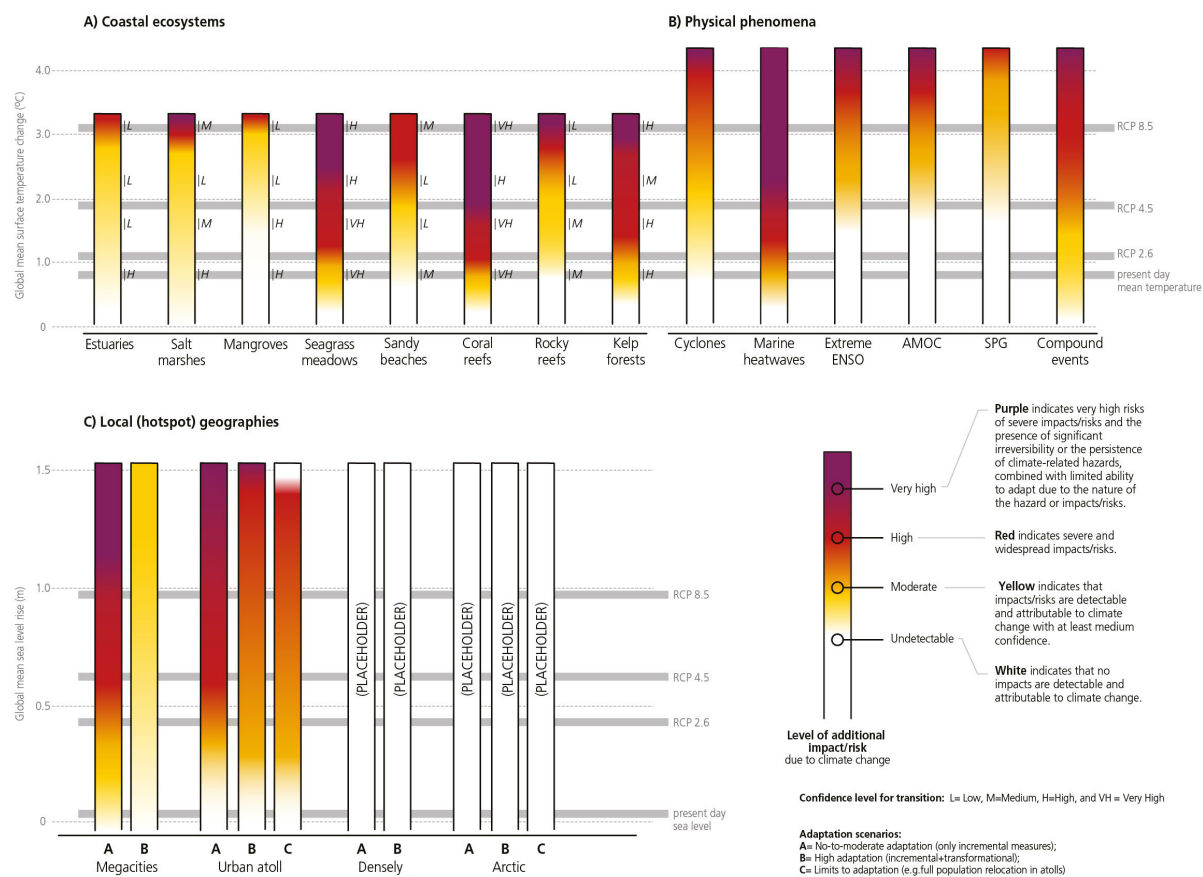 A) Coastal ecosystems
Global mean surface temperature change (ºC)
4.0
3.0
2.0
1.0
0
|L |M |L |H |M |VH |L |H
|L |L |L |H |L |H |L |M
|L |M |H |VH |L |VH |M |H
|H |H |H |VH |M |VH |M |H
Estuaries
Salt
marshes
Mangroves
Seagrass
meadows
Sandy
beaches
Coral
reefs
Rocky
reefs
Kelp
forests
B) Physical phenomena
RCP 8.5
RCP 4.5
RCP 2.6
present day
mean temperature
Cyclones
Marine
heatwaves
Extreme
ENSO
AMOC
SPG
Compound
events
C) Local (hotspot) geographies
Global mean sea level rise (m)
1.5
1.0
0.5
0
(PLACEHOLDER)
(PLACEHOLDER)
(PLACEHOLDER)
(PLACEHOLDER)
(PLACEHOLDER)
RCP 8.5
RCP 4.5
RCP 2.6
present day
sea level
A B A B C A B A B C
Megacities
Urban atoll
Densely
Arctic
Very high
High
Moderate
Undetectable
Level of additional
impact/risk
due to climate change
Purple indicates very high risks
of severe impacts/risks and the
presence of significant
irreversibility or the persistence
of climate-related hazards,
combined with limited ability
to adapt due to the nature of
the hazard or impacts/risks.
Red indicates severe and
widespread impacts/risks.
Yellow indicates that
impacts/risks are detectable
and attributable to climate
change with at least medium
confidence.
White indicates that no
impacts are detectable and
attributable to climate change.
Confidence level for transition: L= Low, M=Medium, H=High, and VH = Very High
Adaptation scenarios:
A= No-to-moderate adaptation (only incremental measures);
B= High adaptation (incremental+transformational);
C= Limits to adaptation (e.g.full population relocation in atolls)